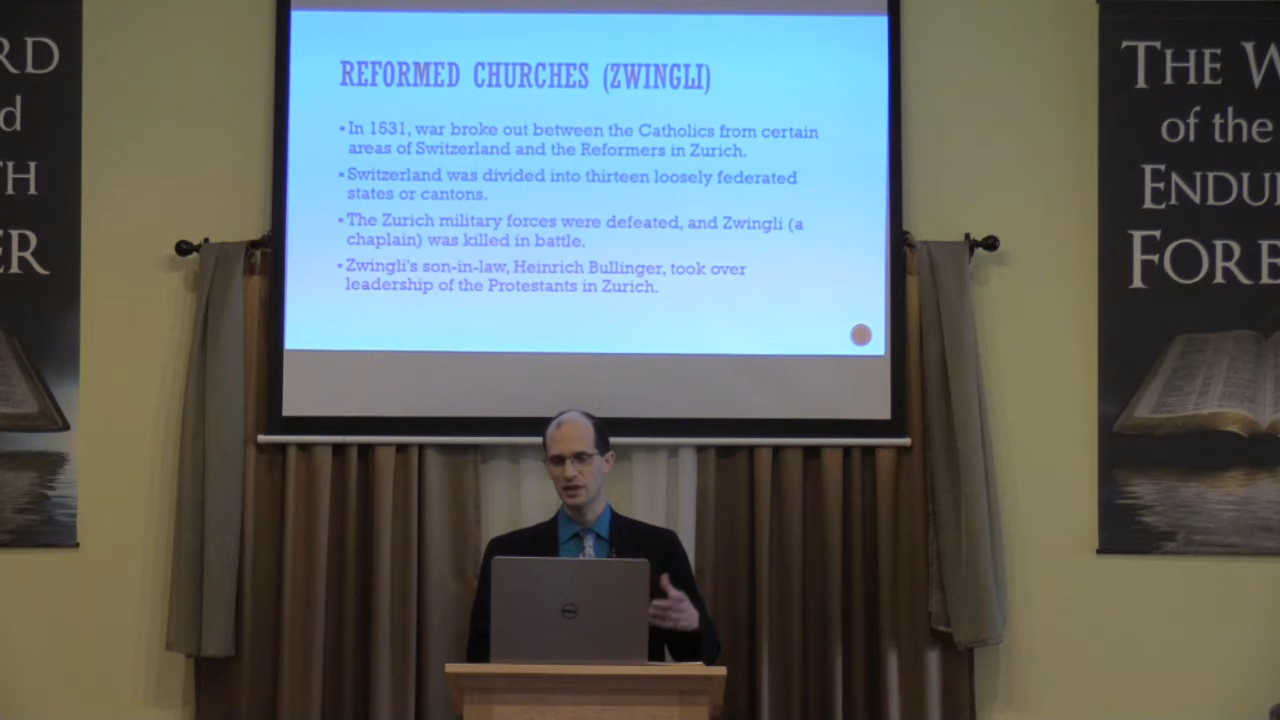 REFORMED CHURCHES (ZWINGLI)
▪ In 1531, war broke out between the Catholics from certain
areas of Switzerland and the Reformers in Zurich.
▪ Switzerland was divided into thirteen loosely federated
states or cantons.
▪ The Zurich military forces were defeated, and Zwingli (a
chaplain) was killed in battle.
▪ Zwingli's son-in-law, Heinrich Bullinger, took over
leadership of the Protestants in Zurich.
RD
d
TH
ER
THE W
of the
ENDU
FORE
DELL